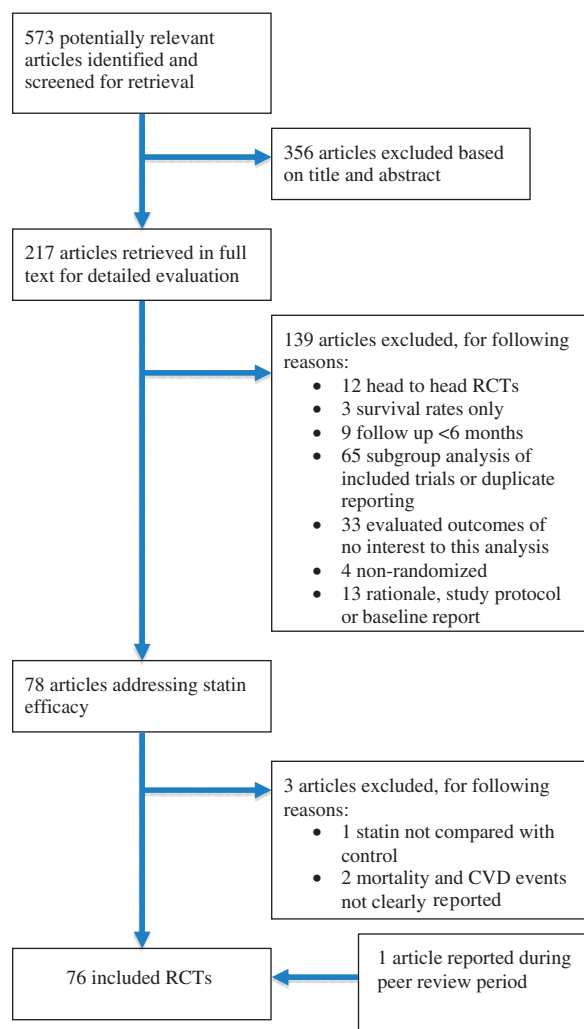 573 potentially relevant
articles identified and
screened for retrieval
356 articles excluded based
on title and abstract
217 articles retrieved in full
text for detailed evaluation
139 articles excluded, for following
reasons:
• 12 head to head RCTs
• 3 survival rates only
• 9 follow up <6 months
• 65 subgroup analysis of
included trials or duplicate
reporting
• 33 evaluated outcomes of
no interest to this analysis
• 4 non-randomized
• 13 rationale, study protocol
or baseline report
78 articles addressing statin
efficacy
3 articles excluded, for following
reasons:
• 1 statin not compared with
control
• 2 mortality and CVD events
not clearly reported
76 included RCTs
1 article reported during
peer review period